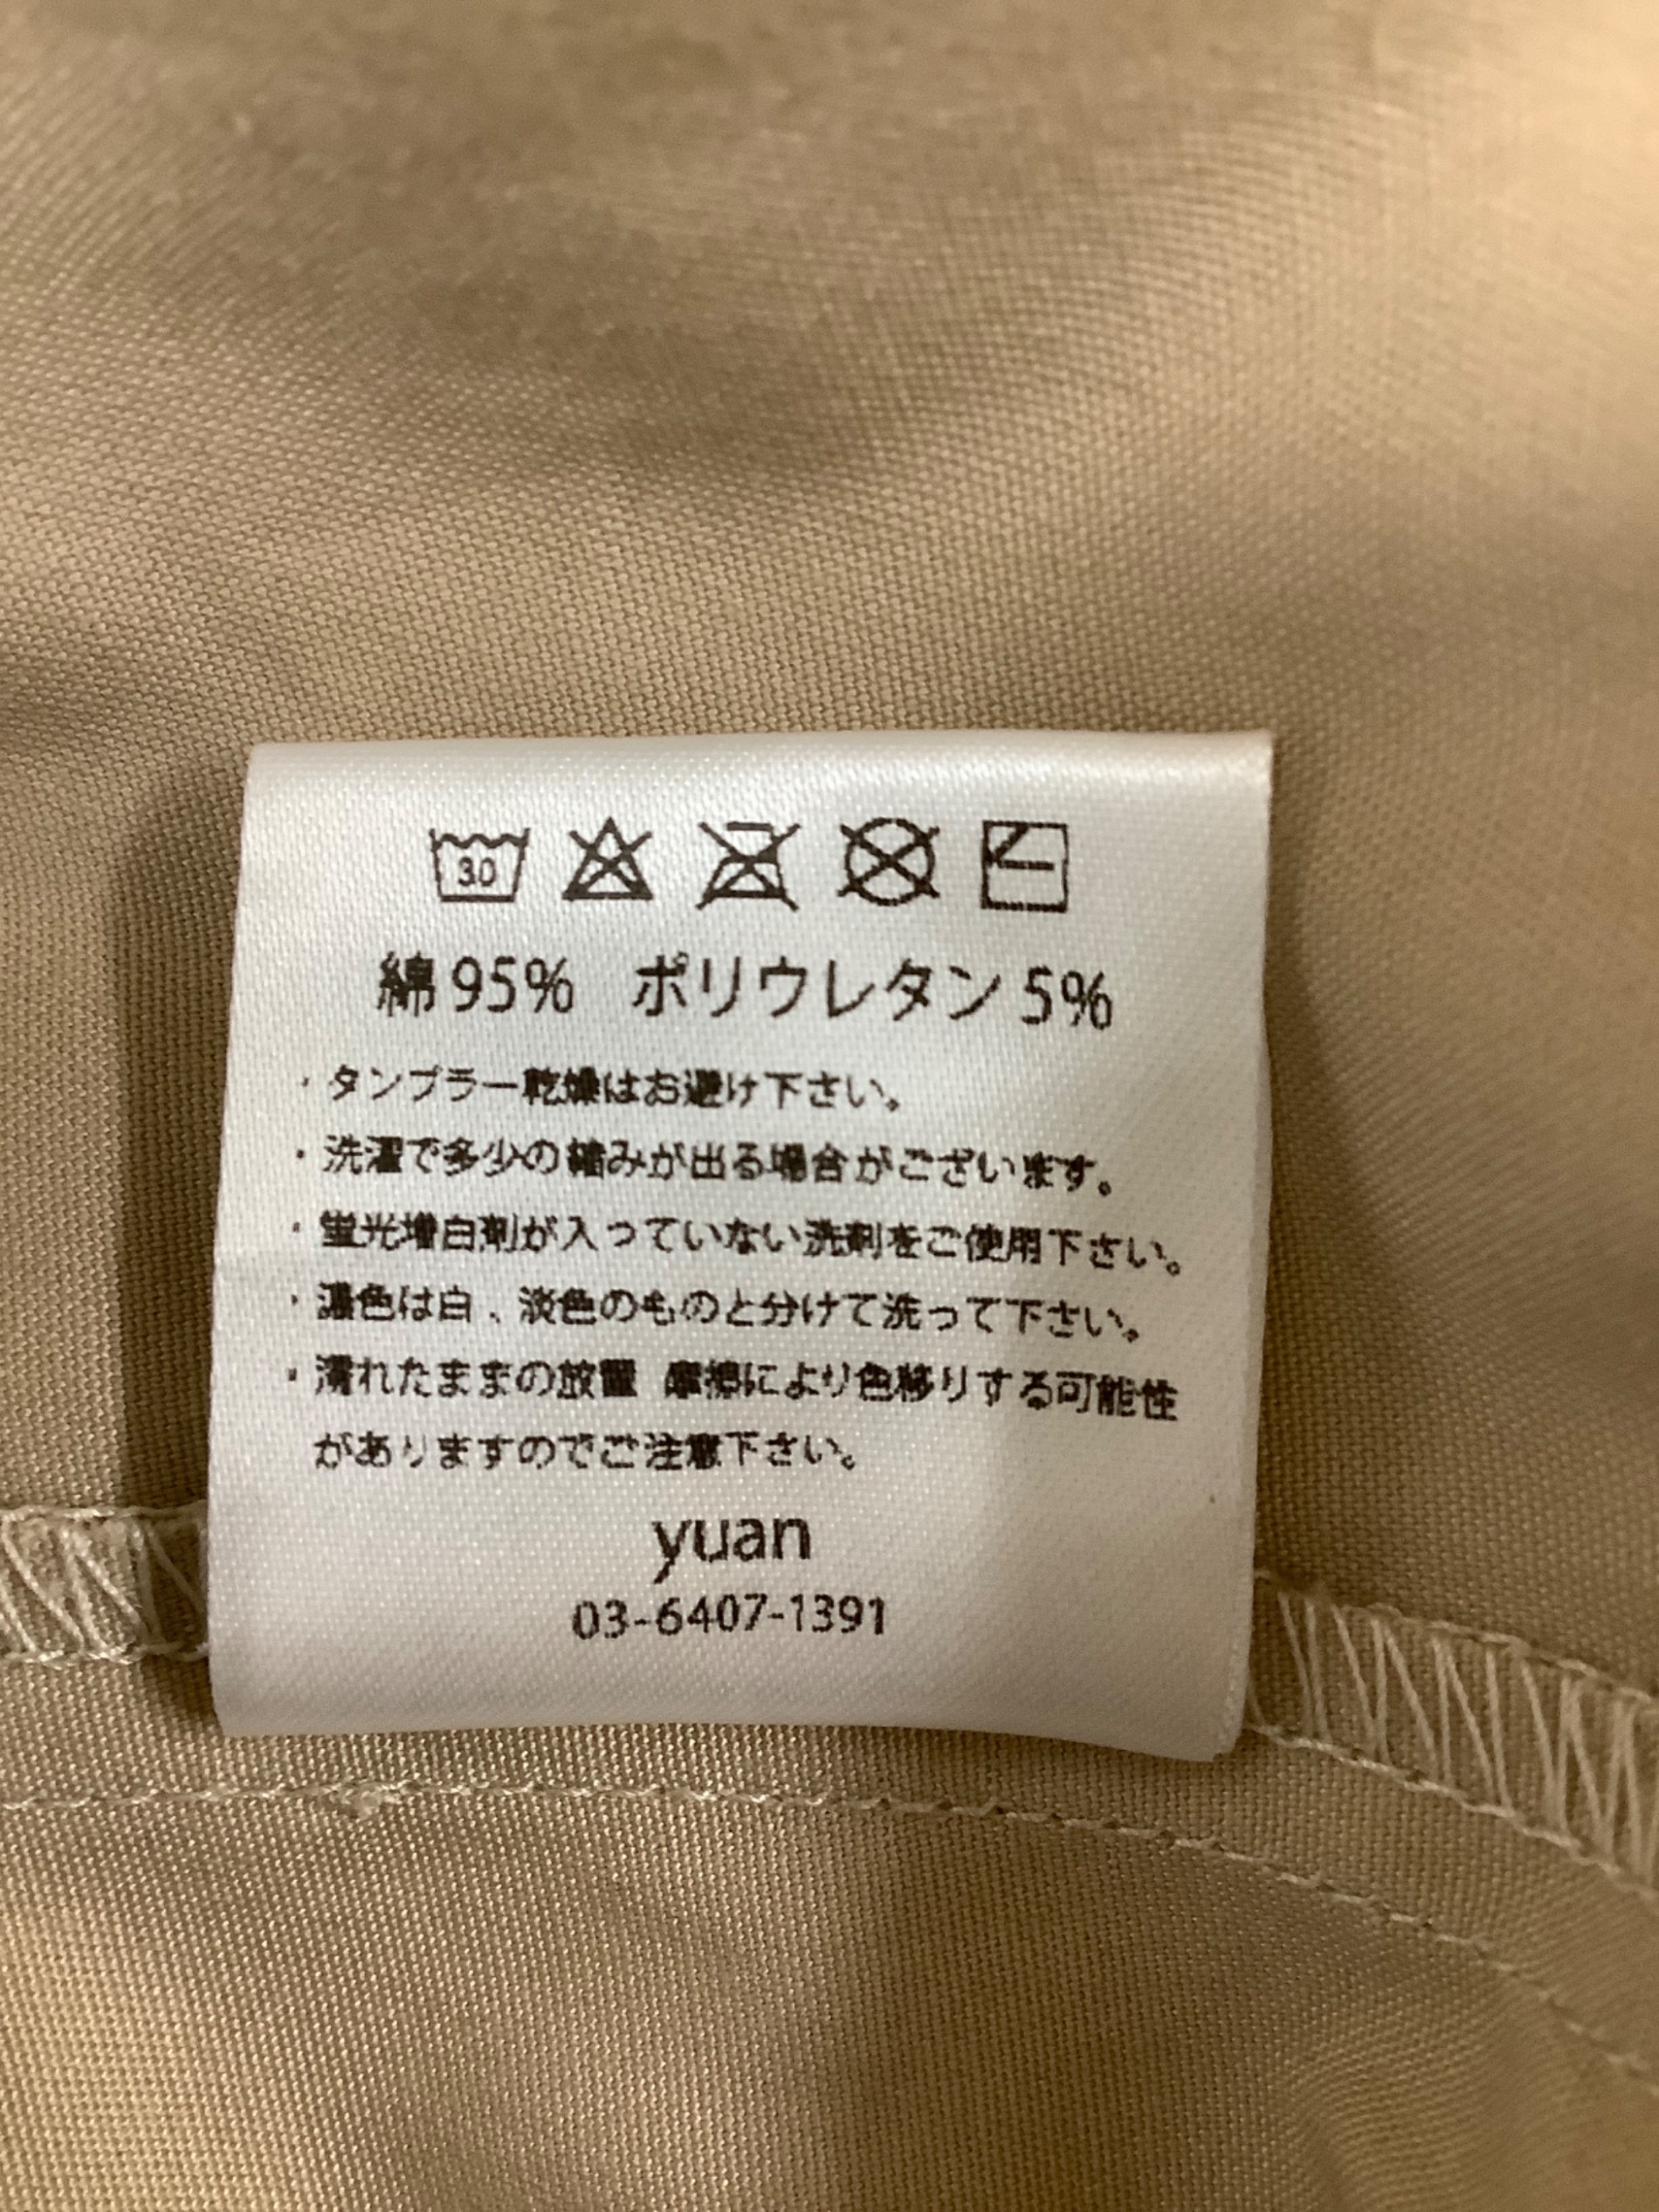 30
綿95% ポリウレタン5%
・タンブラー乾燥はお避け下さい。
・洗濯で多少の縮みが出る場合がございます。
・蛍光増白剤が入っていない洗剤をご使用下さい。
・濃色は白、淡色のものと分けて洗って下さい。
・濡れたままの放置 摩擦により色移りする可能性
がありますのでご注意下さい。
yuan
03-6407-1391